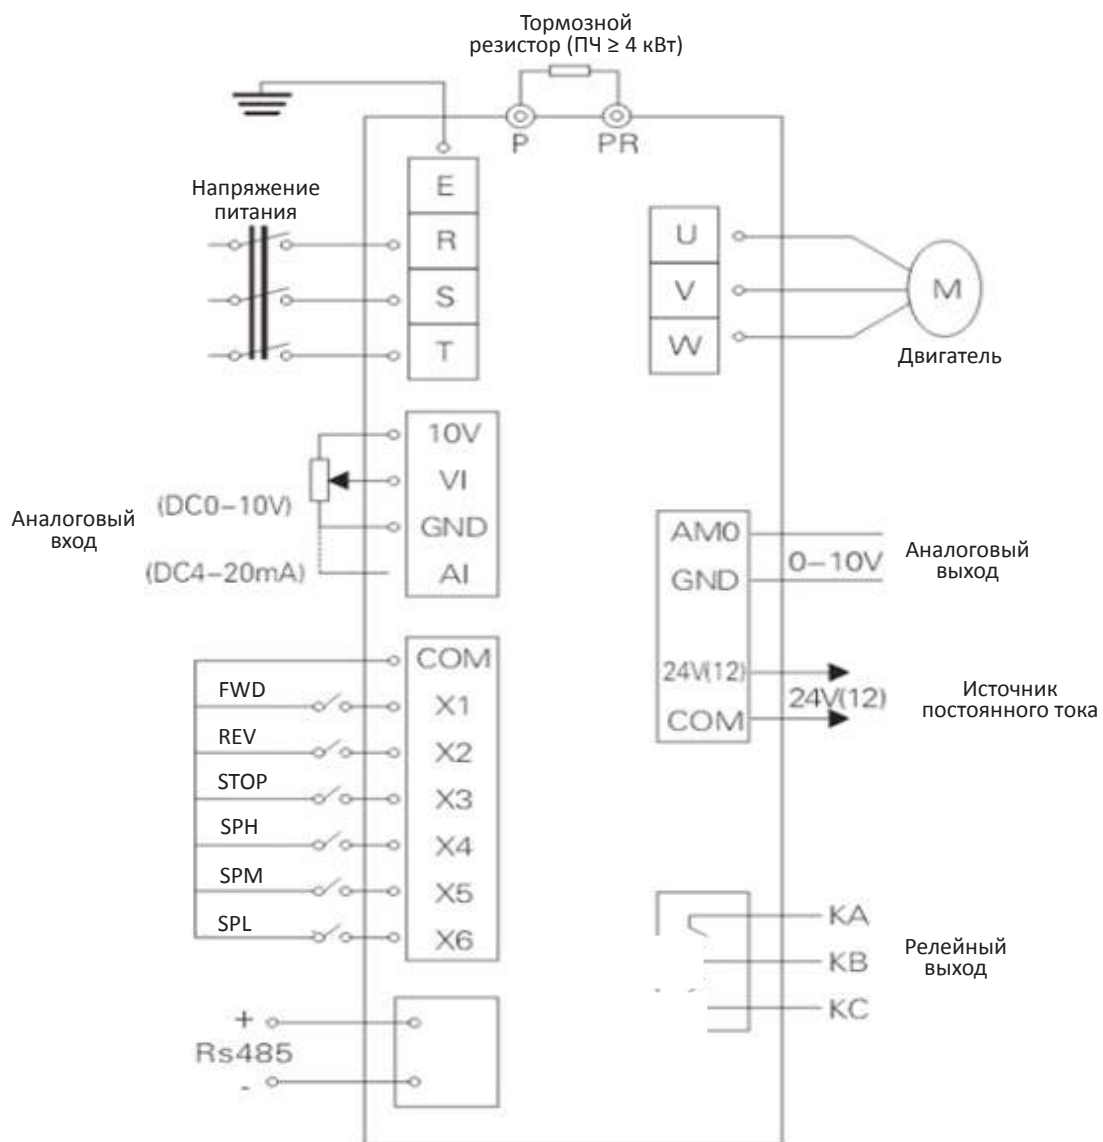 Тормозной
резистор (ПЧ ≥ 4 кВт)
P
PR
E
Напряжение
питания
R
S
T
U
V
W
M
Двигатель
10V
VI
(DC0–10V)
GND
Аналоговый
вход
(DC4–20mA)
AI
AM0
0–10V
GND
Аналоговый
выход
24V(12)
24V(12)
COM
Источник
постоянного тока
COM
FWD
X1
REV
X2
STOP
X3
SPH
X4
SPM
X5
SPL
X6
KA
KB
KC
Релейный
выход
+
Rs485
-